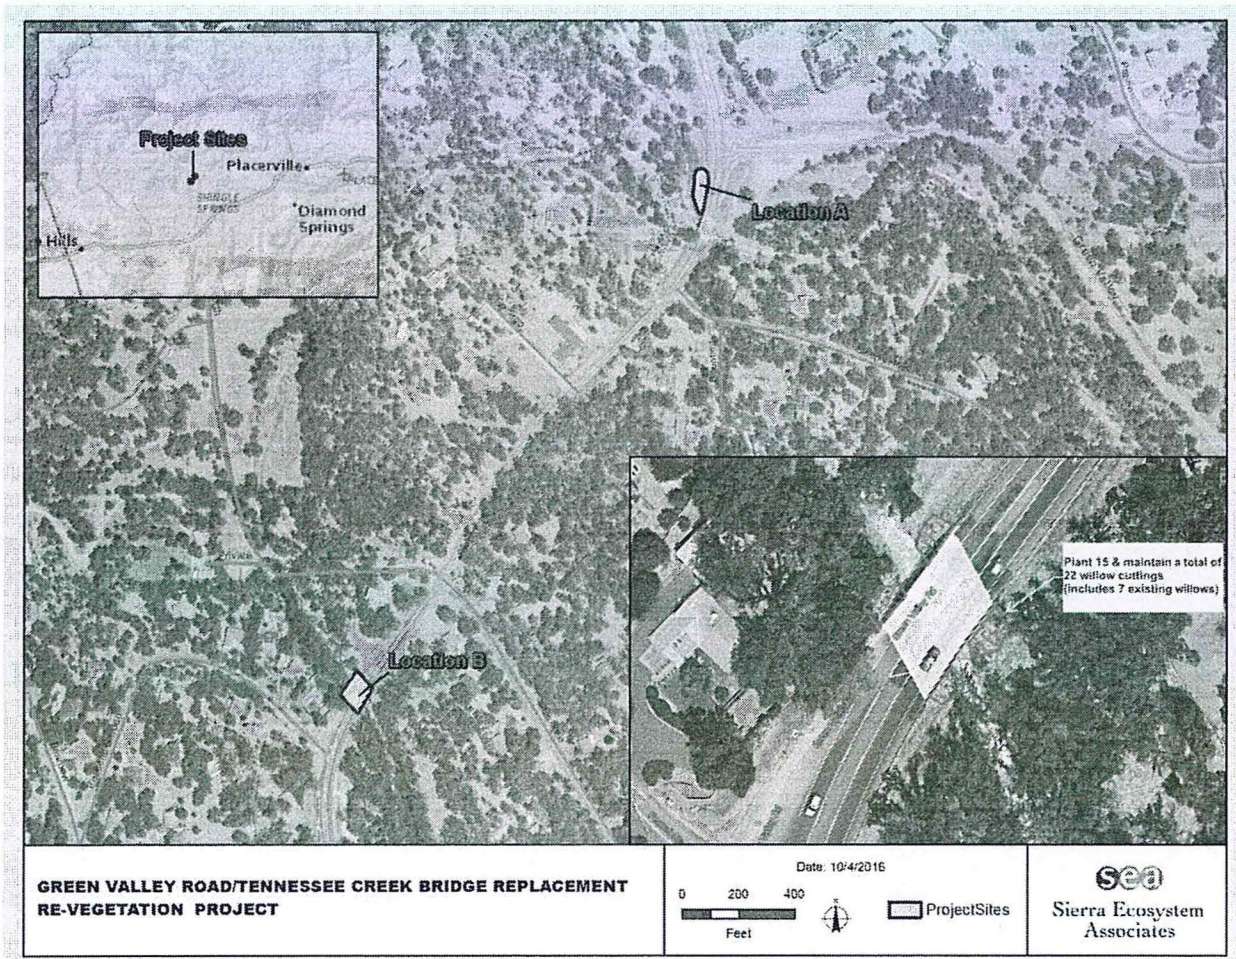 Project Sites
Placerville
SHINGLE
SPRINGS
Diamond
Springs
Hills
Location A
Location B
Plant 15 & maintain a total of
22 willow cuttings
(includes 7 existing willows)
GREEN VALLEY ROAD/TENNESSEE CREEK BRIDGE REPLACEMENT
RE-VEGETATION PROJECT
Date: 10/4/2016
0 200 400
Feet
N
ProjectSites
sea
Sierra Ecosystem
Associates